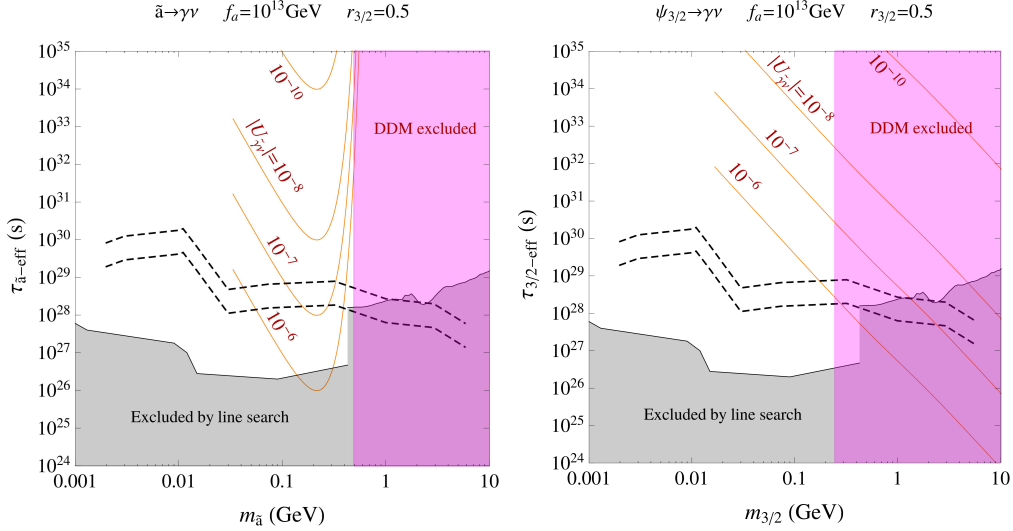 ã→γν f_a=10^13GeV r_3/2=0.5
10^35
10^34
10^33
10^32
10^31
10^30
10^29
10^28
10^27
10^26
10^25
10^24
τ_ã−eff (s)
10^−10
|U_γ̃ν|=10^−8
10^−7
10^−6
DDM excluded
Excluded by line search
0.001 0.01 0.1 1 10
m_ã (GeV)
ψ_3/2→γν f_a=10^13GeV r_3/2=0.5
10^35
10^34
10^33
10^32
10^31
10^30
10^29
10^28
10^27
10^26
10^25
10^24
τ_3/2−eff (s)
10^−10
|U_γ̃ν|=10^−8
10^−7
10^−6
DDM excluded
Excluded by line search
0.001 0.01 0.1 1 10
m_3/2 (GeV)